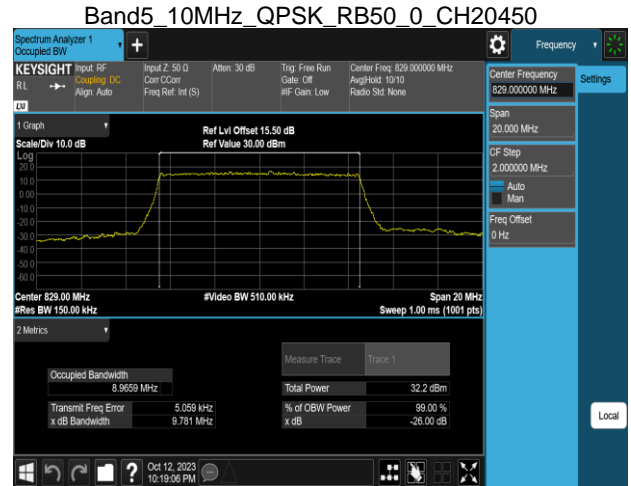 Band5_10MHz_QPSK_RB50_0_CH20450
Spectrum Analyzer 1
Occupied BW
Frequency
KEYSIGHT
Input: RF
Coupling: DC
Align: Auto
Input Z: 50 Ω
Corr CCorr
Freq Ref: Int (S)
Atten: 30 dB
Trig: Free Run
Gate: Off
#IF Gain: Low
Center Freq: 829.000000 MHz
Avg|Hold: 10/10
Radio Std: None
RL
LXI
Center Frequency
829.000000 MHz
Settings
Span
20.000 MHz
CF Step
2.000000 MHz
Auto
Man
Freq Offset
0 Hz
Local
1 Graph
Scale/Div 10.0 dB
Ref Lvl Offset 15.50 dB
Ref Value 30.00 dBm
Log
20.0
10.0
0.00
-10.0
-20.0
-30.0
-40.0
-50.0
-60.0
Center 829.00 MHz
#Video BW 510.00 kHz
Span 20 MHz
#Res BW 150.00 kHz
Sweep 1.00 ms (1001 pts)
2 Metrics
Measure Trace
Trace 1
Occupied Bandwidth
8.9659 MHz
Total Power
32.2 dBm
Transmit Freq Error
5.059 kHz
% of OBW Power
99.00 %
x dB Bandwidth
9.781 MHz
x dB
-26.00 dB
Oct 12, 2023
10:19:06 PM